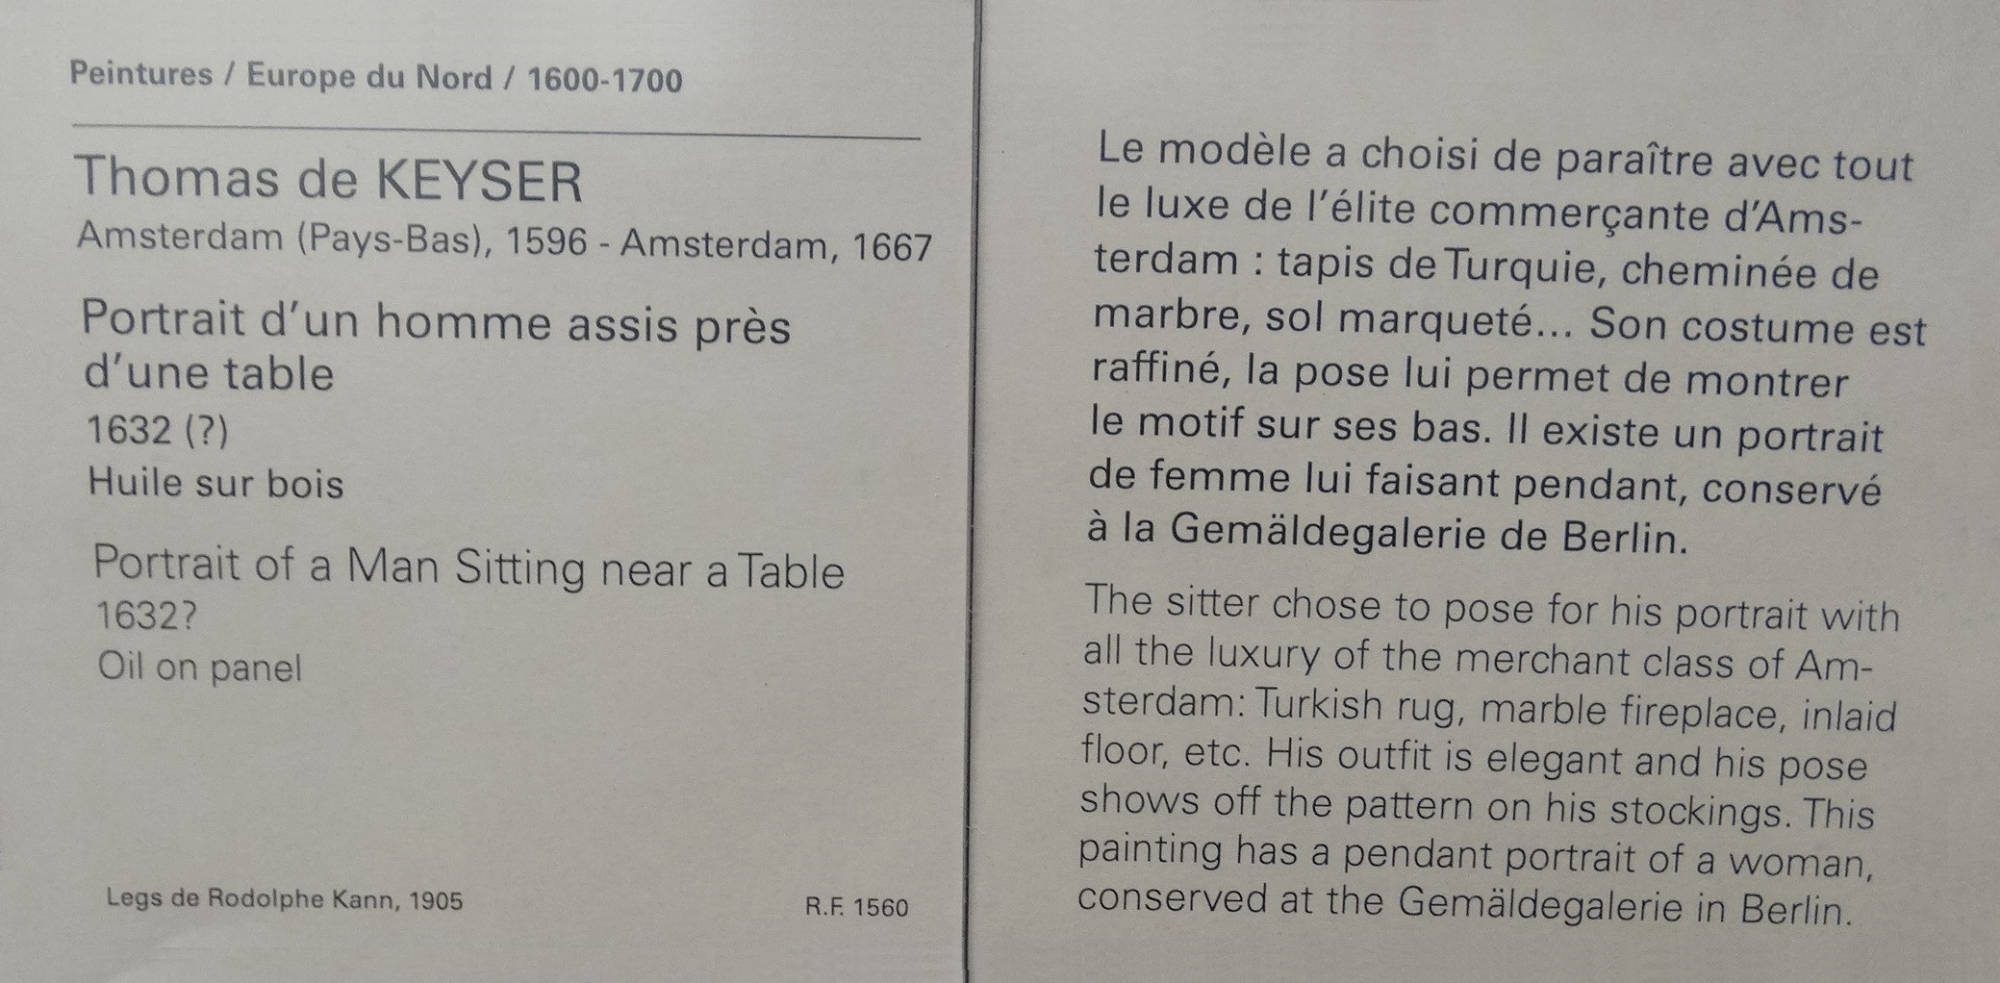 Peintures / Europe du Nord / 1600-1700
Thomas de KEYSER
Amsterdam (Pays-Bas), 1596 - Amsterdam, 1667
Portrait d'un homme assis près
d'une table
1632 (?)
Huile sur bois
Portrait of a Man Sitting near a Table
1632?
Oil on panel
Legs de Rodolphe Kann, 1905
R.F. 1560
Le modèle a choisi de paraître avec tout
le luxe de l'élite commerçante d'Ams-
terdam : tapis de Turquie, cheminée de
marbre, sol marqueté... Son costume est
raffiné, la pose lui permet de montrer
le motif sur ses bas. Il existe un portrait
de femme lui faisant pendant, conservé
à la Gemäldegalerie de Berlin.
The sitter chose to pose for his portrait with
all the luxury of the merchant class of Am-
sterdam: Turkish rug, marble fireplace, inlaid
floor, etc. His outfit is elegant and his pose
shows off the pattern on his stockings. This
painting has a pendant portrait of a woman,
conserved at the Gemäldegalerie in Berlin.